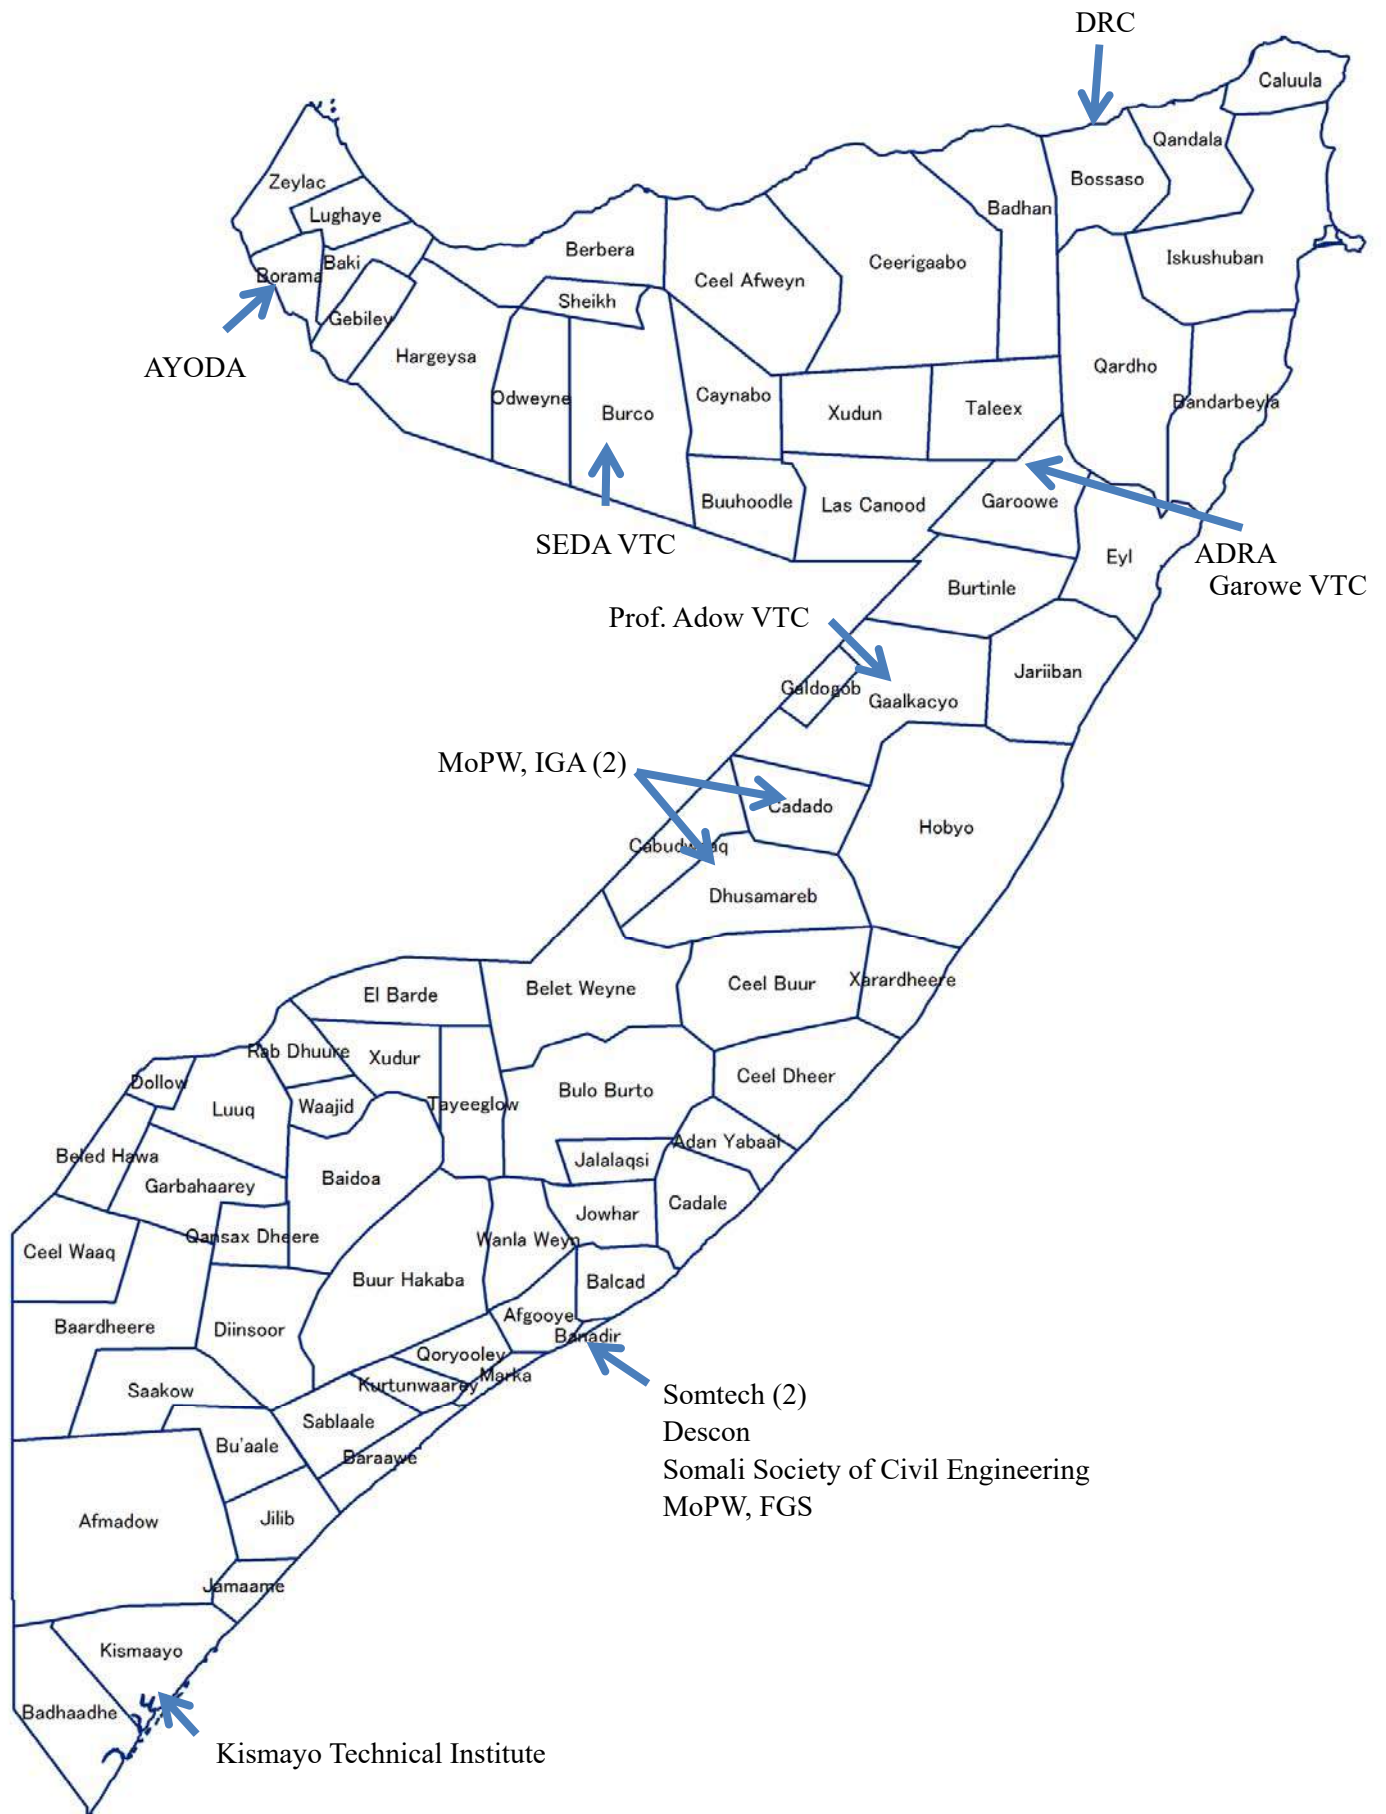 DRC
Caluula
Qandala
Bossaso
Zeylac
Badhan
Lughaye
Berbera
Iskushuban
Baki
Ceerigaabo
Borama
Ceel Afweyn
Sheikh
Gebiley
Hargeysa
Qardho
AYODA
Odweyne
Caynabo
Bandarbeyla
Burco
Xudun
Taleex
Buuhoodle
Las Canood
Garoowe
SEDA VTC
ADRA
Eyl
Garowe VTC
Burtinle
Prof. Adow VTC
Jariiban
Galdogob
Gaalkacyo
MoPW, IGA (2)
Cadado
Hobyo
Cabudwaaq
Dhusamareb
Xarardheere
Ceel Buur
Belet Weyne
El Barde
Rab Dhuure
Xudur
Ceel Dheer
Dollow
Bulo Burto
Luuq
Waajid
Tayeeglow
Adan Yabaal
Beled Hawa
Jalalaqsi
Baidoa
Garbahaarey
Cadale
Jowhar
Qansax Dheere
Wanla Weyn
Ceel Waaq
Buur Hakaba
Balcad
Afgooye
Baardheere
Diinsoor
Banadir
Qoryooley
Marka
Kurtunwaarey
Saakow
Somtech (2)
Descon
Somali Society of Civil Engineering
MoPW, FGS
Sablaale
Bu'aale
Baraawe
Afmadow
Jilib
Jamaame
Kismaayo
Badhaadhe
Kismayo Technical Institute